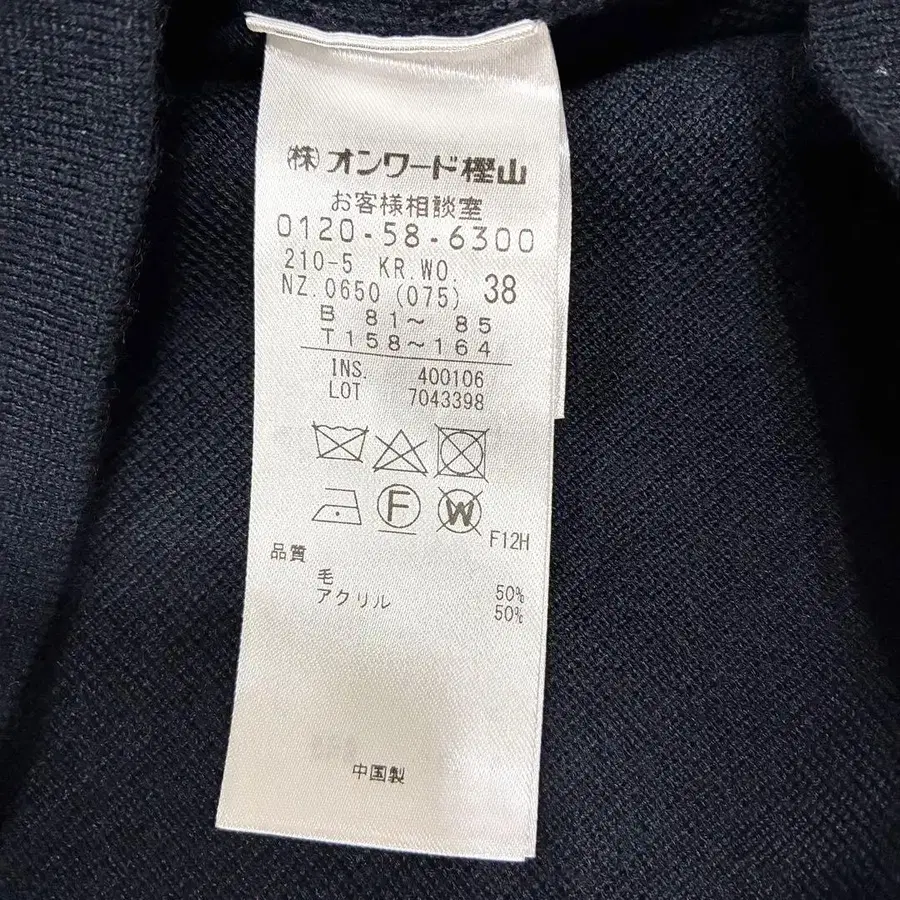 ㈱オンワード樫山
お客様相談室
0120-58-6300
210-5 KR.WO. 38
NZ.0650 (075)
B 81～ 85
T158～164
INS. 400106
LOT 7043398
F
W
F12H
品質
毛 50%
アクリル 50%
中国製